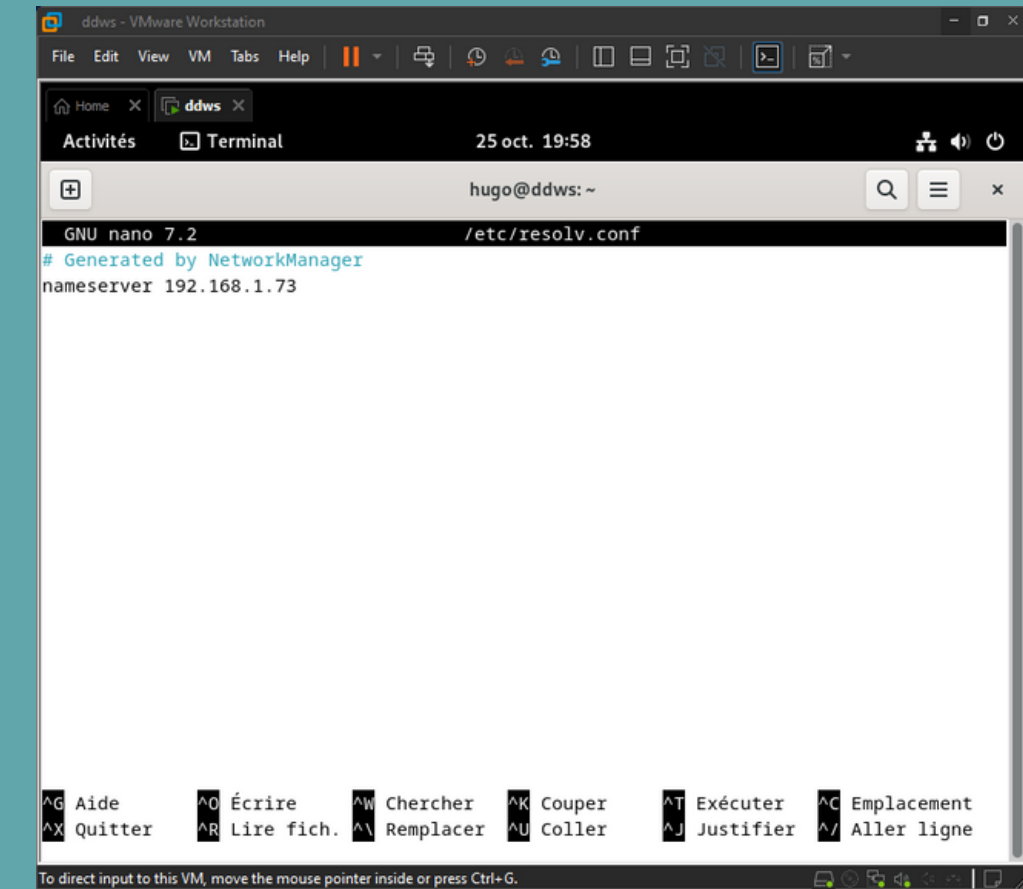 ddws - VMware Workstation
File Edit View VM Tabs Help
Home ddws
Activités Terminal 25 oct. 19:58
hugo@ddws: ~
GNU nano 7.2 /etc/resolv.conf
# Generated by NetworkManager
nameserver 192.168.1.73
^G Aide ^O Écrire ^W Chercher ^K Couper ^T Exécuter ^C Emplacement
^X Quitter ^R Lire fich. ^\ Remplacer ^U Coller ^J Justifier ^/ Aller ligne
To direct input to this VM, move the mouse pointer inside or press Ctrl+G.